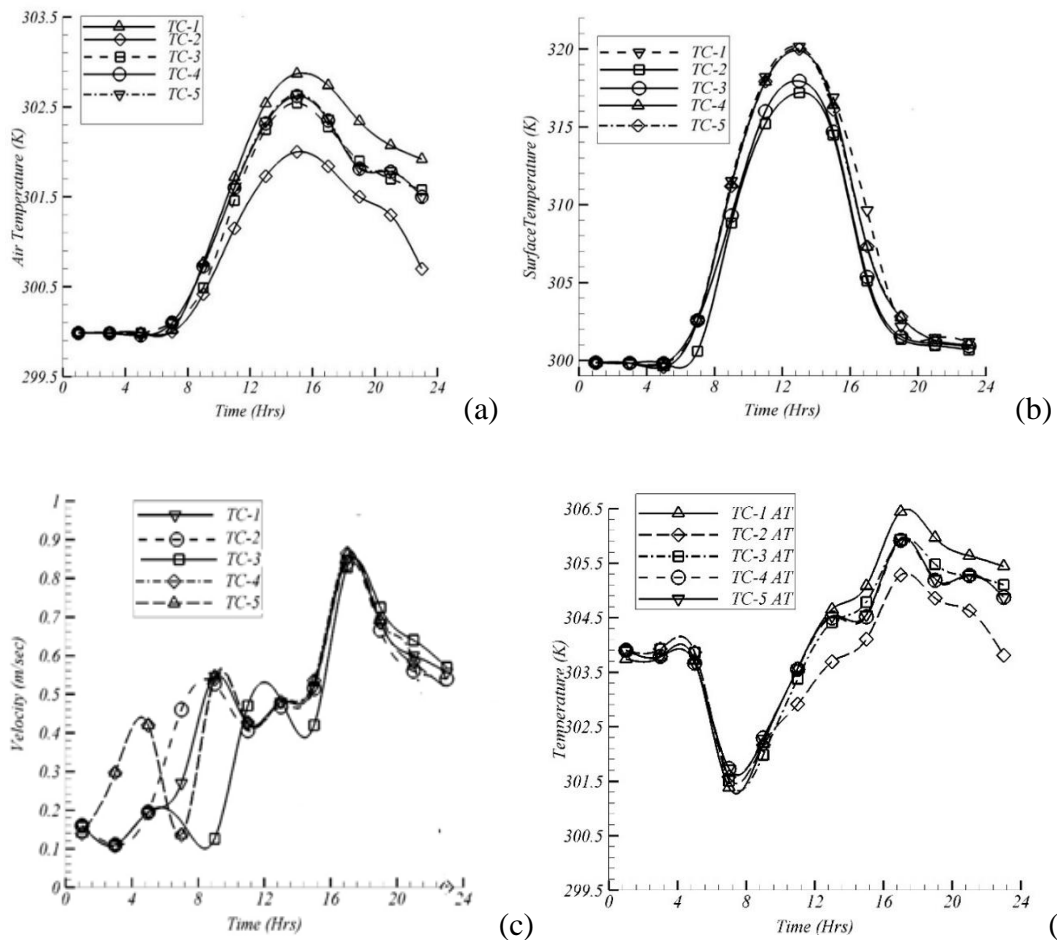 303.5
302.5
301.5
300.5
299.5
Air Temperature (K)
TC-1
TC-2
TC-3
TC-4
TC-5
0 4 8 12 16 20 24
Time (Hrs)
(a)
320
315
310
305
300
SurfaceTemperature (K)
TC-1
TC-2
TC-3
TC-4
TC-5
0 4 8 12 16 20 24
Time (Hrs)
(b)
1
0.9
0.8
0.7
0.6
0.5
0.4
0.3
0.2
0.1
0
Velocity (m/sec)
TC-1
TC-2
TC-3
TC-4
TC-5
0 4 8 12 16 20 24
Time (Hrs)
(c)
306.5
305.5
304.5
303.5
302.5
301.5
300.5
299.5
Temperature (K)
TC-1 AT
TC-2 AT
TC-3 AT
TC-4 AT
TC-5 AT
0 4 8 12 16 20 24
Time (Hrs)
(